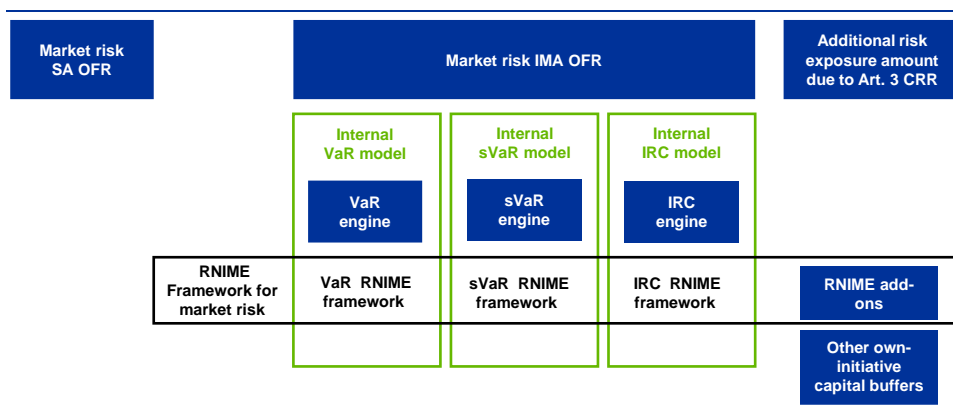 Market risk
SA OFR
Market risk IMA OFR
Additional risk
exposure amount
due to Art. 3 CRR
Internal
VaR model
Internal
sVaR model
Internal
IRC model
VaR
engine
sVaR
engine
IRC
engine
RNIME
Framework for
market risk
VaR RNIME
framework
sVaR RNIME
framework
IRC RNIME
framework
RNIME add-
ons
Other own-
initiative
capital buffers